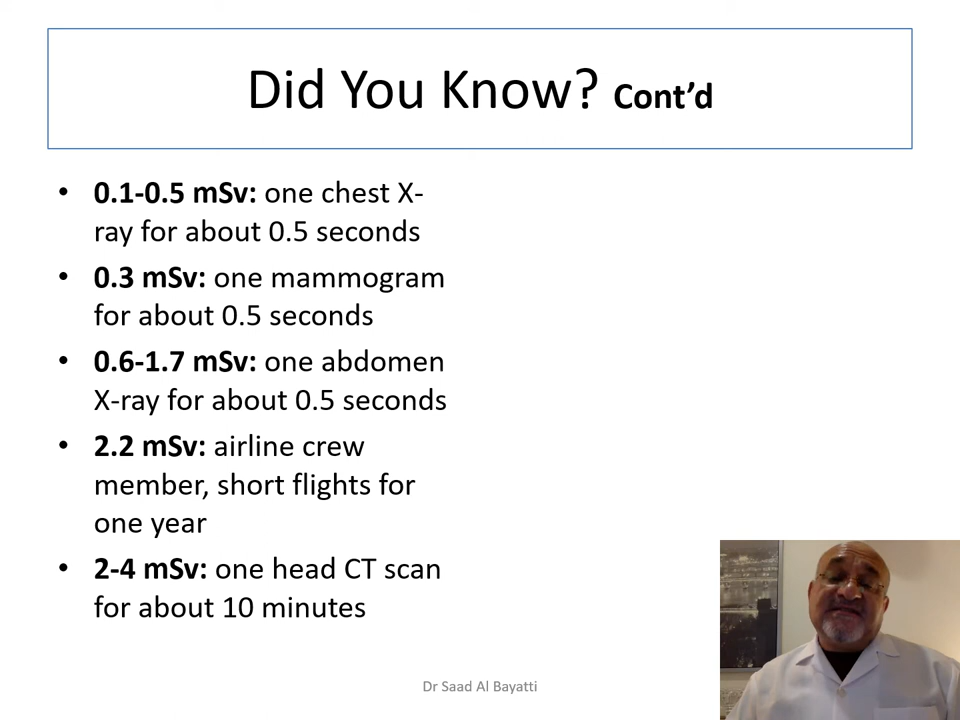 Did You Know? Cont’d
• 0.1-0.5 mSv: one chest X-
ray for about 0.5 seconds
• 0.3 mSv: one mammogram
for about 0.5 seconds
• 0.6-1.7 mSv: one abdomen
X-ray for about 0.5 seconds
• 2.2 mSv: airline crew
member, short flights for
one year
• 2-4 mSv: one head CT scan
for about 10 minutes
Dr Saad Al Bayatti